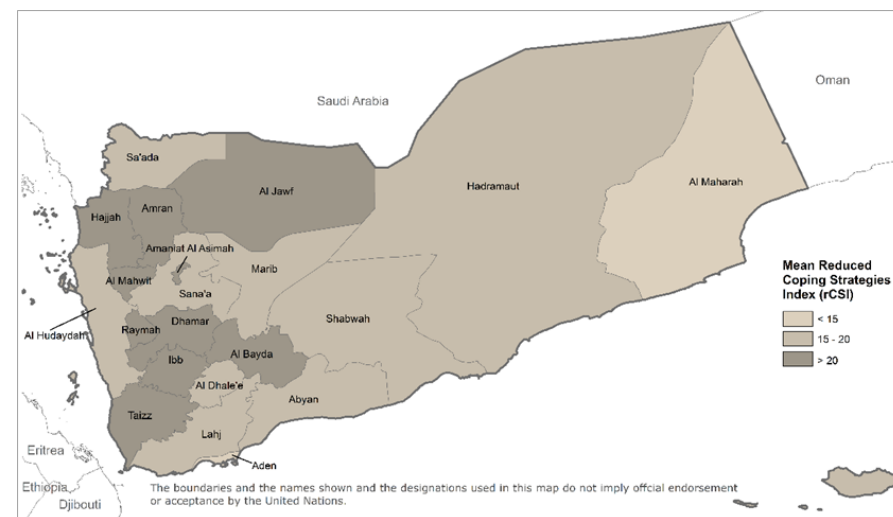 Oman
Saudi Arabia
Sa'ada
Al Jawf
Hadramaut
Al Maharah
Hajjah
Amran
Amaniat Al Asimah
Marib
Al Mahwit
Sana'a
Mean Reduced
Coping Strategies
Index (rCSI)
< 15
15 - 20
> 20
Shabwah
Dhamar
Raymah
Al Hudaydah
Ibb
Al Bayda
Al Dhale'e
Abyan
Taizz
Lahj
Aden
Eritrea
Ethiopia
Djibouti
The boundaries and the names shown and the designations used in this map do not imply offcial endorsement
or acceptance by the United Nations.